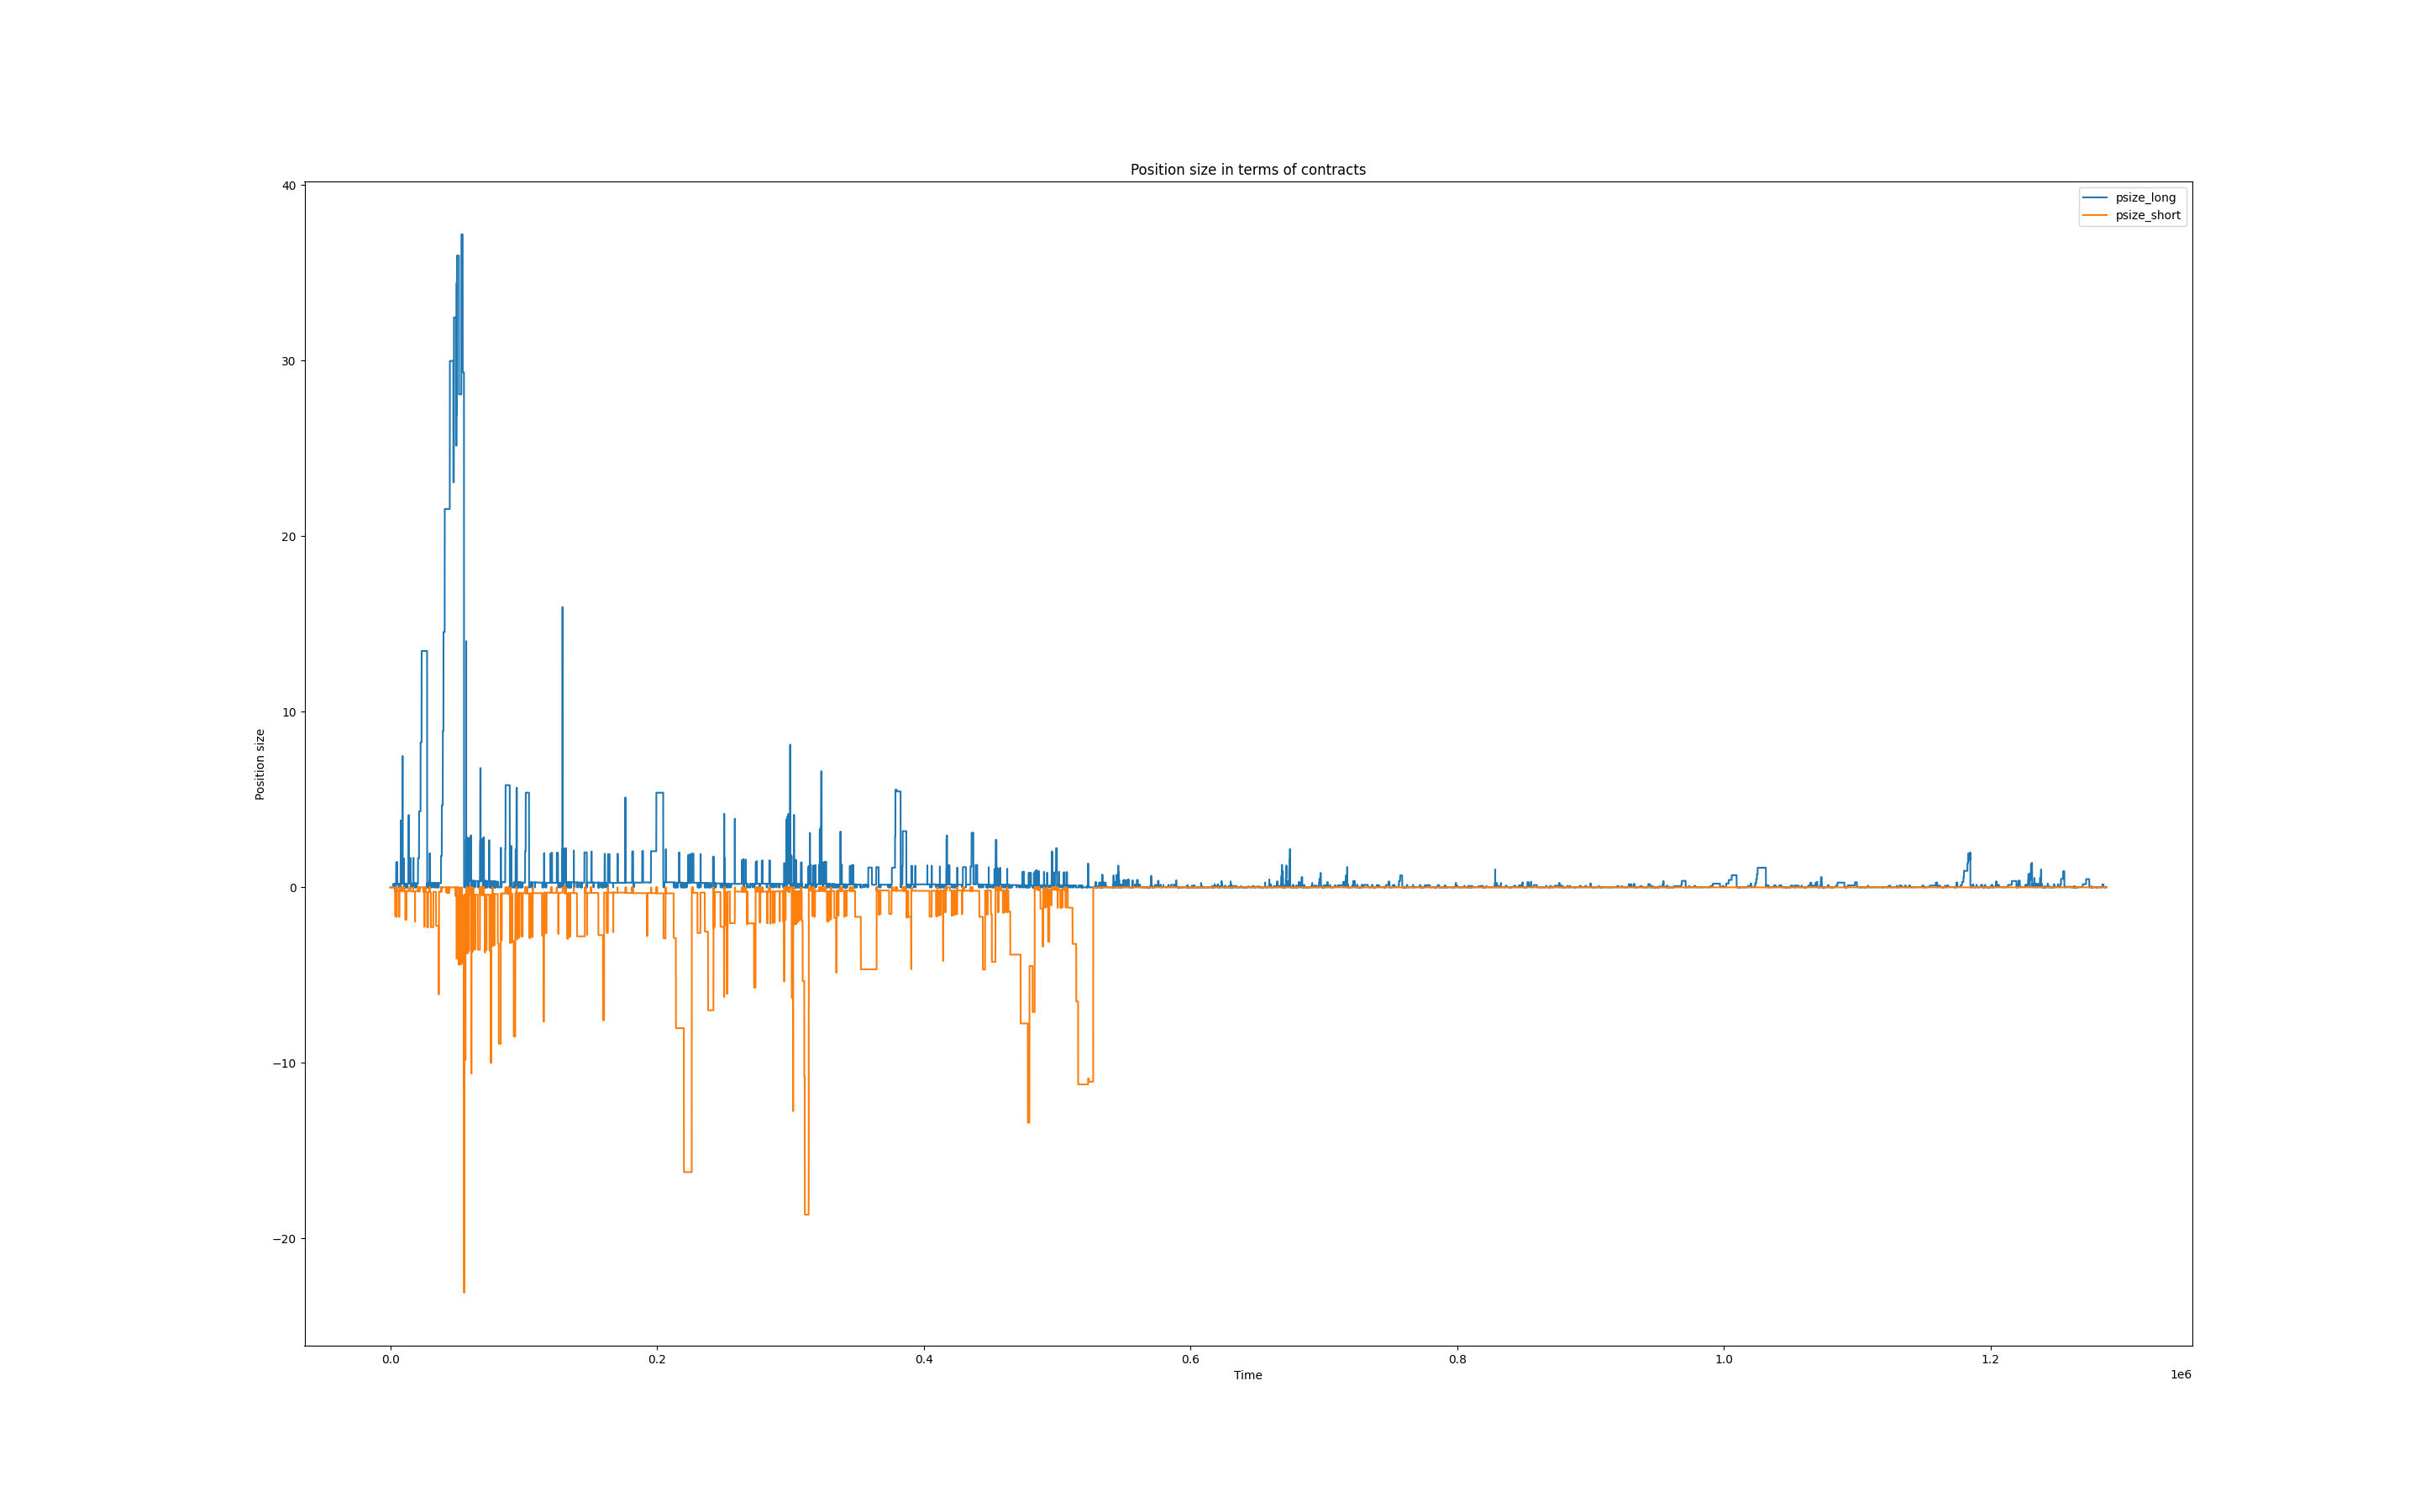 Position size in terms of contracts
psize_long
psize_short
40
30
20
10
0
−10
−20
Position size
0.0 0.2 0.4 0.6 0.8 1.0 1.2
1e6
Time